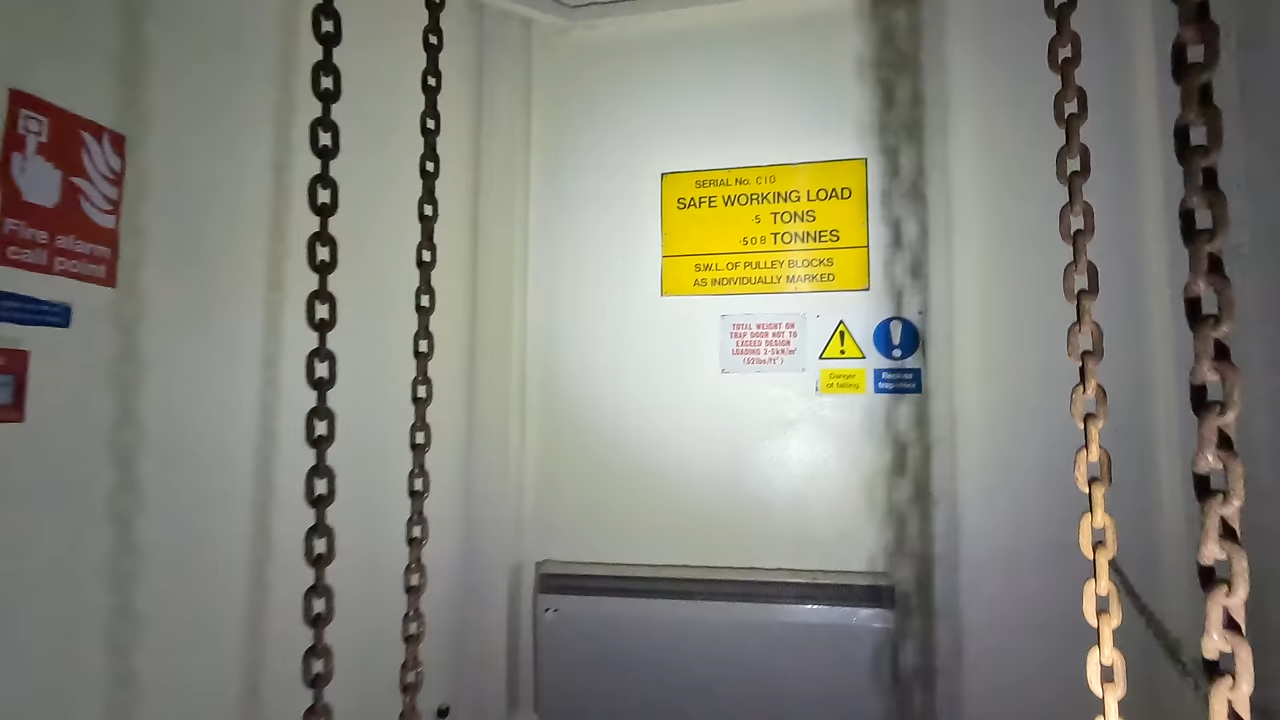 Fire alarm
call point
SERIAL No. C10
SAFE WORKING LOAD
·5 TONS
·508 TONNES
S.W.L. OF PULLEY BLOCKS
AS INDIVIDUALLY MARKED
TOTAL WEIGHT ON
TRAP DOOR NOT TO
EXCEED DESIGN
LOADING 2·5kN/m²
(52lbs/ft²)
Danger
of falling
trap door